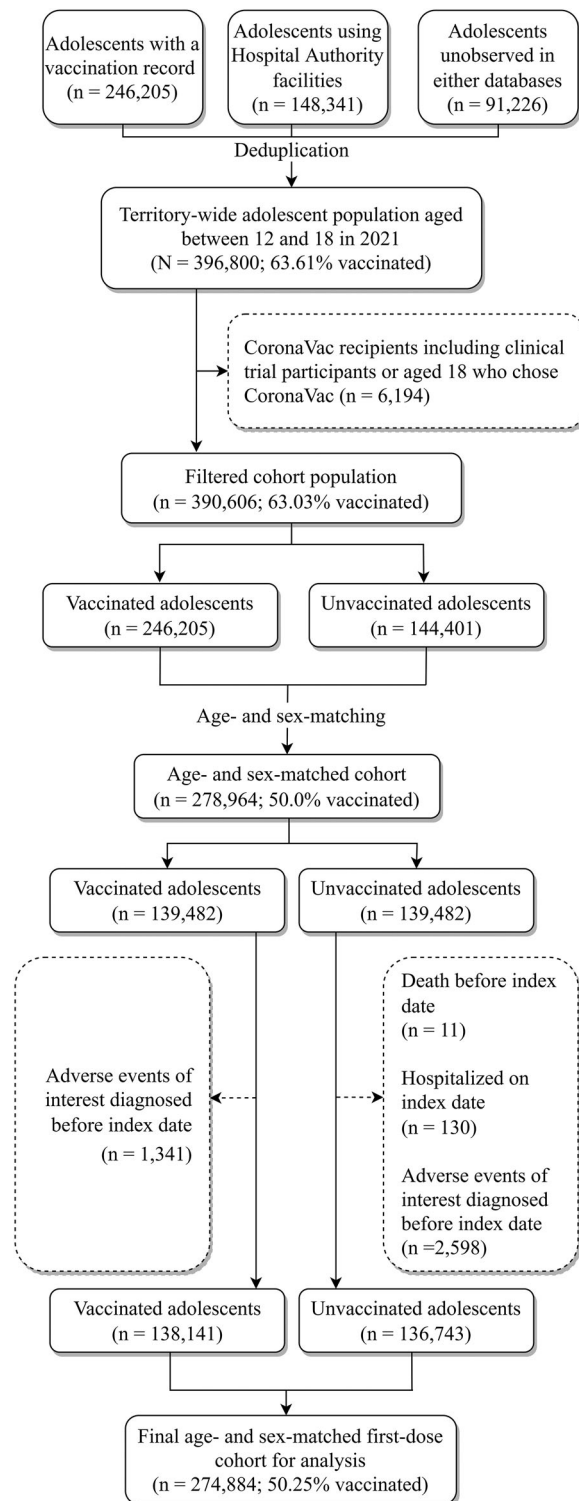 Adolescents with a
vaccination record
(n = 246,205)
Adolescents using
Hospital Authority
facilities
(n = 148,341)
Adolescents
unobserved in
either databases
(n = 91,226)
Deduplication
Territory-wide adolescent population aged
between 12 and 18 in 2021
(N = 396,800; 63.61% vaccinated)
CoronaVac recipients including clinical
trial participants or aged 18 who chose
CoronaVac (n = 6,194)
Filtered cohort population
(n = 390,606; 63.03% vaccinated)
Vaccinated adolescents
(n = 246,205)
Unvaccinated adolescents
(n = 144,401)
Age- and sex-matching
Age- and sex-matched cohort
(n = 278,964; 50.0% vaccinated)
Vaccinated adolescents
(n = 139,482)
Unvaccinated adolescents
(n = 139,482)
Adverse events of
interest diagnosed
before index date
(n = 1,341)
Death before index
date
(n = 11)
Hospitalized on
index date
(n = 130)
Adverse events of
interest diagnosed
before index date
(n =2,598)
Vaccinated adolescents
(n = 138,141)
Unvaccinated adolescents
(n = 136,743)
Final age- and sex-matched first-dose
cohort for analysis
(n = 274,884; 50.25% vaccinated)